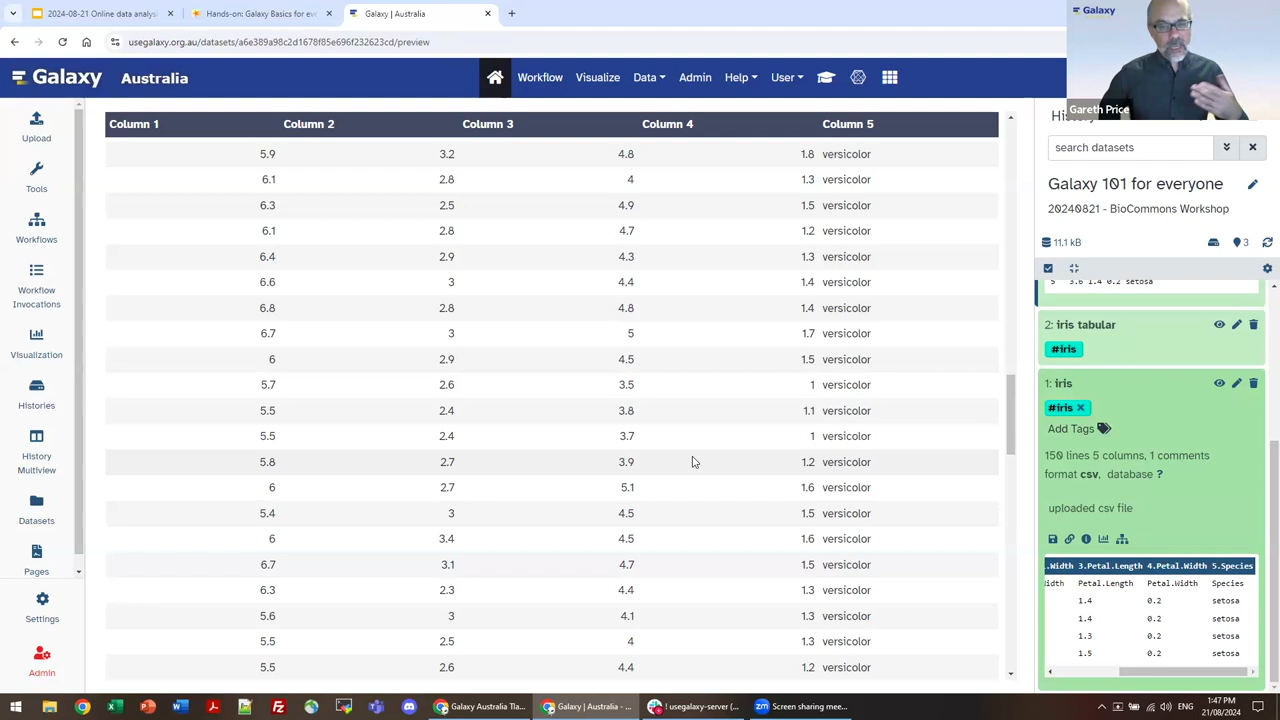 2024-08-21 Online data analysi
Hands-on: Galaxy Basics for eve
Galaxy | Australia
usegalaxy.org.au/datasets/a6e389a98c2d1678f85e696f232623cd/preview
Galaxy Australia
Workflow Visualize Data Admin Help User
Galaxy
Gareth Price
Upload
Tools
Workflows
Workflow
Invocations
Visualization
Histories
History
Multiview
Datasets
Pages
Settings
Admin
Column 1 Column 2 Column 3 Column 4 Column 5
5.9 3.2 4.8 1.8 versicolor
6.1 2.8 4 1.3 versicolor
6.3 2.5 4.9 1.5 versicolor
6.1 2.8 4.7 1.2 versicolor
6.4 2.9 4.3 1.3 versicolor
6.6 3 4.4 1.4 versicolor
6.8 2.8 4.8 1.4 versicolor
6.7 3 5 1.7 versicolor
6 2.9 4.5 1.5 versicolor
5.7 2.6 3.5 1 versicolor
5.5 2.4 3.8 1.1 versicolor
5.5 2.4 3.7 1 versicolor
5.8 2.7 3.9 1.2 versicolor
6 2.7 5.1 1.6 versicolor
5.4 3 4.5 1.5 versicolor
6 3.4 4.5 1.6 versicolor
6.7 3.1 4.7 1.5 versicolor
6.3 2.3 4.4 1.3 versicolor
5.6 3 4.1 1.3 versicolor
5.5 2.5 4 1.3 versicolor
5.5 2.6 4.4 1.2 versicolor
search datasets
Galaxy 101 for everyone
20240821 - BioCommons Workshop
11.1 kB 3
5 3.6 1.4 0.2 setosa
2: iris tabular
#iris
1: iris
#iris
Add Tags
150 lines 5 columns, 1 comments
format csv, database ?
uploaded csv file
.Width 3.Petal.Length 4.Petal.Width 5.Species
Width Petal.Length Petal.Width Species
1.4 0.2 setosa
1.4 0.2 setosa
1.3 0.2 setosa
1.5 0.2 setosa
Galaxy Australia Tla...
Galaxy | Australia - ...
! usegalaxy-server (...
Screen sharing mee...
ENG
1:47 PM
21/08/2024